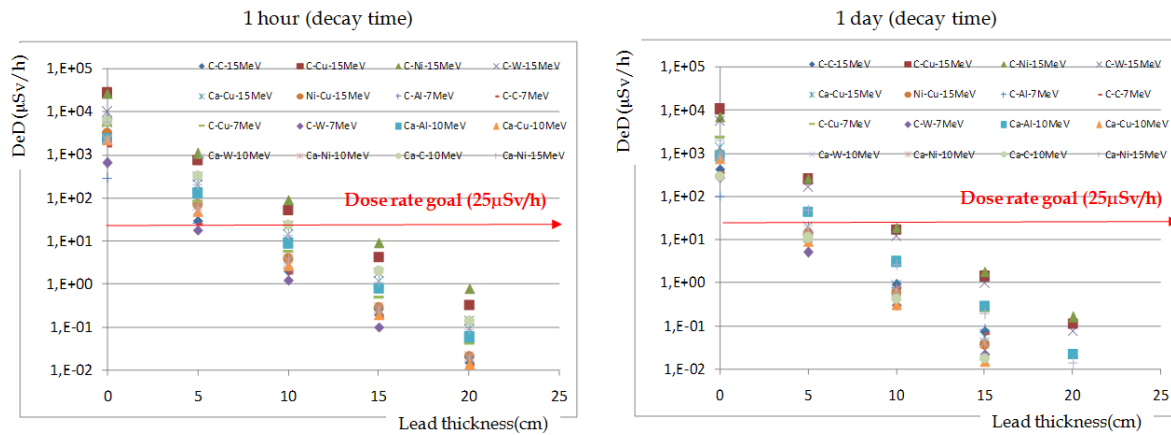 1 hour (decay time)
DeD (μSv/h)
1,E+05
1,E+04
1,E+03
1,E+02
1,E+01
1,E+00
1,E-01
1,E-02
C-C-15MeV C-Cu-15MeV C-Ni-15MeV C-W-15MeV
Ca-Cu-15MeV Ni-Cu-15MeV C-Al-7MeV C-C-7MeV
C-Cu-7MeV C-W-7MeV Ca-Al-10MeV Ca-Cu-10MeV
Ca-W-10MeV Ca-Ni-10MeV Ca-C-10MeV Ca-Ni-15MeV
Dose rate goal (25μSv/h)
0 5 10 15 20 25
Lead thickness(cm)
1 day (decay time)
DeD (μSv/h)
1,E+05
1,E+04
1,E+03
1,E+02
1,E+01
1,E+00
1,E-01
1,E-02
C-C-15MeV C-Cu-15MeV C-Ni-15MeV C-W-15MeV
Ca-Cu-15MeV Ni-Cu-15MeV C-Al-7MeV C-C-7MeV
C-Cu-7MeV C-W-7MeV Ca-Al-10MeV Ca-Cu-10MeV
Ca-W-10MeV Ca-Ni-10MeV Ca-C-10MeV Ca-Ni-15MeV
Dose rate goal (25μSv/h)
0 5 10 15 20 25
Lead thickness(cm)